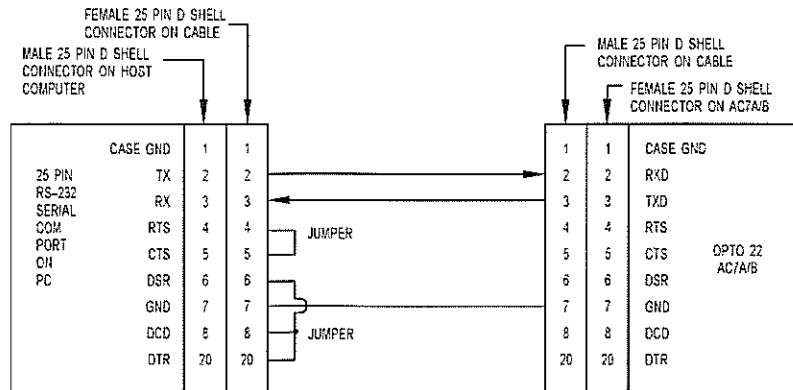 FEMALE 25 PIN D SHELL
CONNECTOR ON CABLE
MALE 25 PIN D SHELL
CONNECTOR ON HOST
COMPUTER
MALE 25 PIN D SHELL
CONNECTOR ON CABLE
FEMALE 25 PIN D SHELL
CONNECTOR ON AC7A/B
25 PIN
RS-232
SERIAL
COM
PORT
ON
PC
CASE GND 1 1
TX 2 2
RX 3 3
RTS 4 4
CTS 5 5
DSR 6 6
GND 7 7
DCD 8 8
DTR 20 20
JUMPER
JUMPER
1 1 CASE GND
2 2 RXD
3 3 TXD
4 4 RTS
5 5 CTS
6 6 DSR
7 7 GND
8 8 DCD
20 20 DTR
OPTO 22
AC7A/B